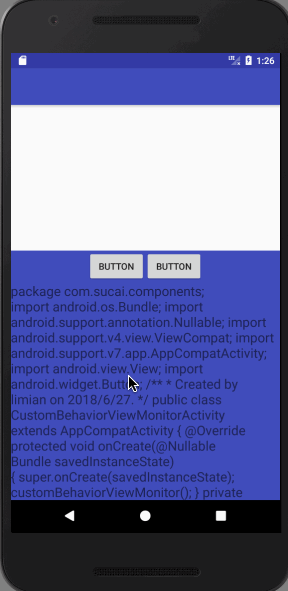 1:26
BUTTON BUTTON
package com.sucai.components;
import android.os.Bundle; import
android.support.annotation.Nullable; import
android.support.v4.view.ViewCompat; import
android.support.v7.app.AppCompatActivity;
import android.view.View; import
android.widget.Button; /** * Created by
limian on 2018/6/27. */ public class
CustomBehaviorViewMonitorActivity
extends AppCompatActivity { @Override
protected void onCreate(@Nullable
Bundle savedInstanceState)
{ super.onCreate(savedInstanceState);
customBehaviorViewMonitor(); } private